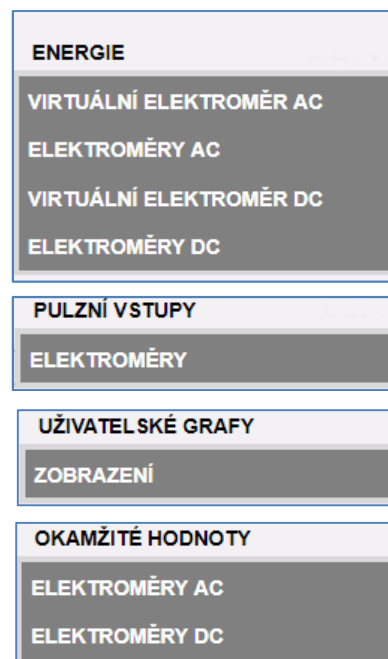 ENERGIE
VIRTUÁLNÍ ELEKTROMĚR AC
ELEKTROMĚRY AC
VIRTUÁLNÍ ELEKTROMĚR DC
ELEKTROMĚRY DC
PULZNÍ VSTUPY
ELEKTROMĚRY
UŽIVATELSKÉ GRAFY
ZOBRAZENÍ
OKAMŽITÉ HODNOTY
ELEKTROMĚRY AC
ELEKTROMĚRY DC